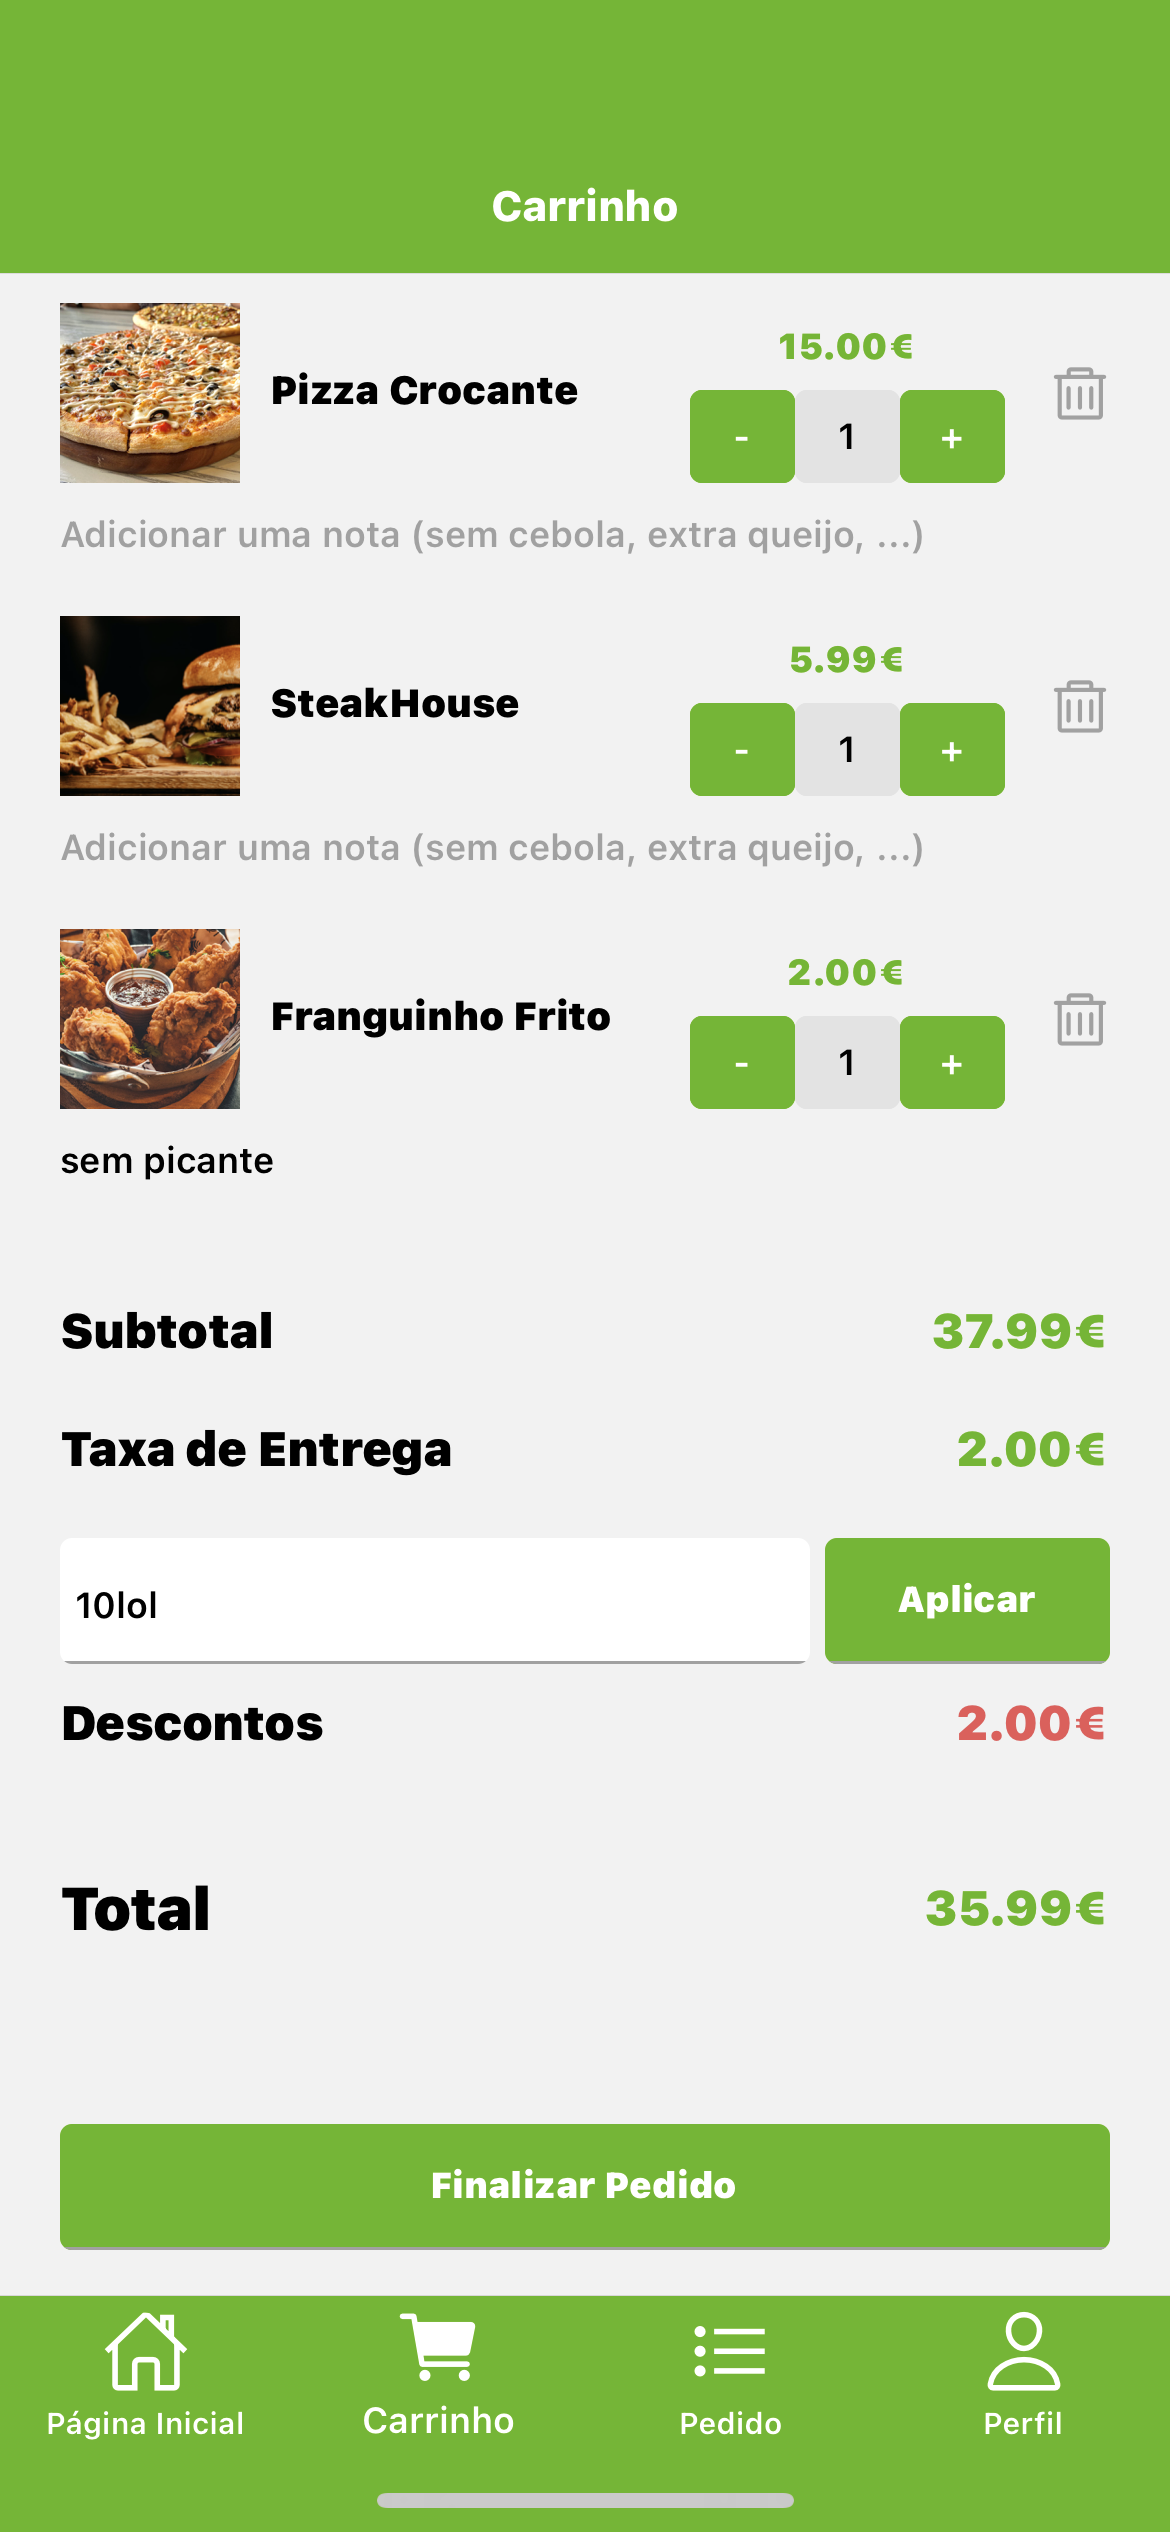 Carrinho
15.00€
Pizza Crocante
- 1 +
Adicionar uma nota (sem cebola, extra queijo, ...)
5.99€
SteakHouse
- 1 +
Adicionar uma nota (sem cebola, extra queijo, ...)
2.00€
Franguinho Frito
- 1 +
sem picante
Subtotal 37.99€
Taxa de Entrega 2.00€
10lol Aplicar
Descontos 2.00€
Total 35.99€
Finalizar Pedido
Página Inicial Carrinho Pedido Perfil